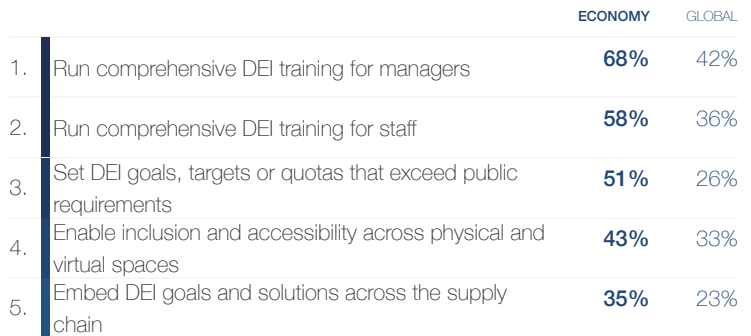 ECONOMY GLOBAL
1. Run comprehensive DEI training for managers 68% 42%
2. Run comprehensive DEI training for staff 58% 36%
3. Set DEI goals, targets or quotas that exceed public
requirements 51% 26%
4. Enable inclusion and accessibility across physical and
virtual spaces 43% 33%
5. Embed DEI goals and solutions across the supply
chain 35% 23%